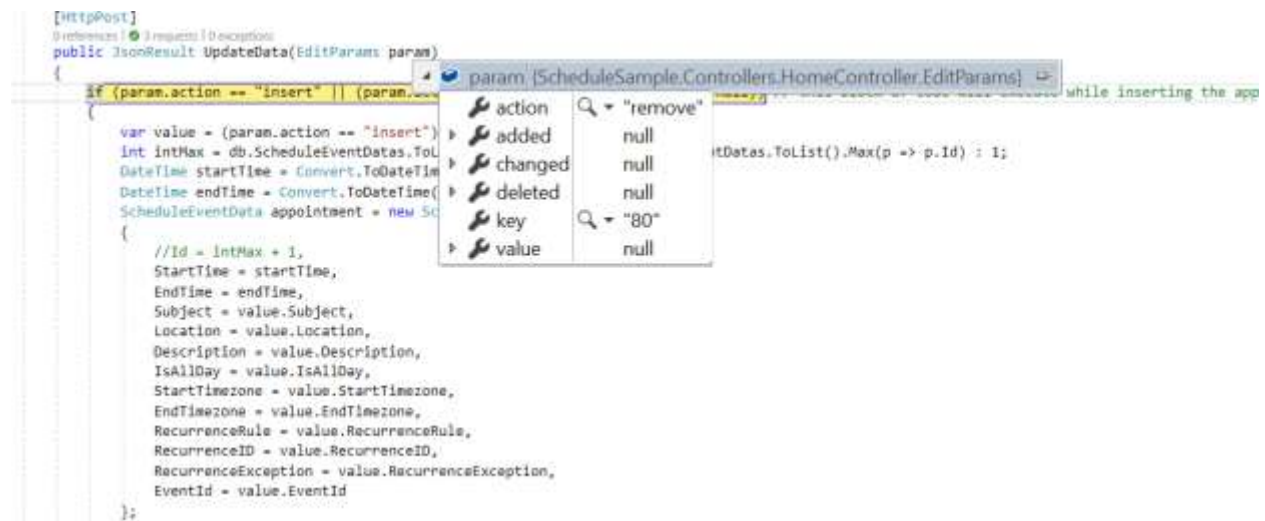 [HttpPost]
0 references | 3 requests | 0 exceptions
public JsonResult UpdateData(EditParams param)
{
param {ScheduleSample.Controllers.HomeController.EditParams}
if (param.action == "insert" || (param. while inserting the app
action "remove"
{
added null
var value = (param.action == "insert")
int intMax = db.ScheduleEventDatas.ToL ntDatas.ToList().Max(p => p.Id) : 1;
changed null
DateTime startTime = Convert.ToDateTim
deleted null
DateTime endTime = Convert.ToDateTime(
ScheduleEventData appointment = new Sc
key "80"
{
value null
//Id = intMax + 1,
StartTime = startTime,
EndTime = endTime,
Subject = value.Subject,
Location = value.Location,
Description = value.Description,
IsAllDay = value.IsAllDay,
StartTimezone = value.StartTimezone,
EndTimezone = value.EndTimezone,
RecurrenceRule = value.RecurrenceRule,
RecurrenceID = value.RecurrenceID,
RecurrenceException = value.RecurrenceException,
EventId = value.EventId
};